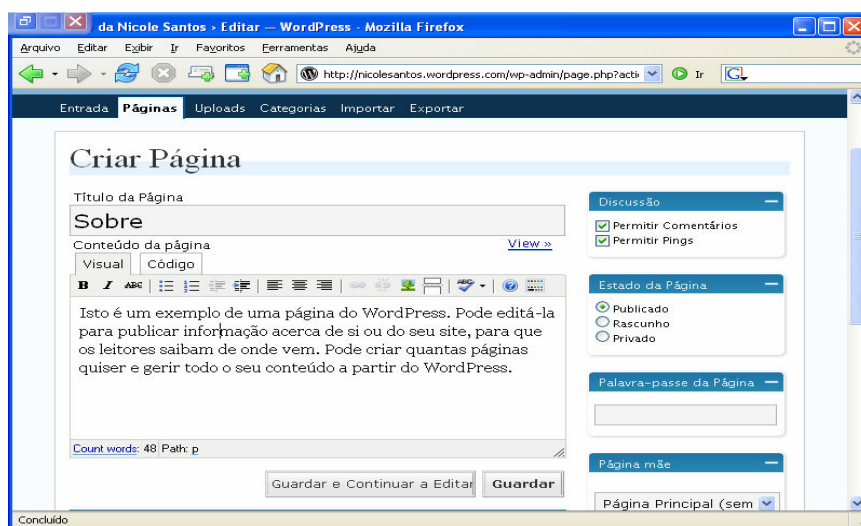 da Nicole Santos › Editar — WordPress - Mozilla Firefox
Arquivo Editar Exibir Ir Favoritos Ferramentas Ajuda
http://nicolesantos.wordpress.com/wp-admin/page.php?acti Ir
Entrada Páginas Uploads Categorias Importar Exportar
Criar Página
Título da Página
Sobre
Conteúdo da página View »
Visual Código
B I ABC ABC
Isto é um exemplo de uma página do WordPress. Pode editá-la
para publicar informação acerca de si ou do seu site, para que
os leitores saibam de onde vem. Pode criar quantas páginas
quiser e gerir todo o seu conteúdo a partir do WordPress.
Count words: 48 Path: p
Guardar e Continuar a Editar Guardar
Discussão
Permitir Comentários
Permitir Pings
Estado da Página
Publicado
Rascunho
Privado
Palavra-passe da Página
Página mãe
Página Principal (sem
Concluído